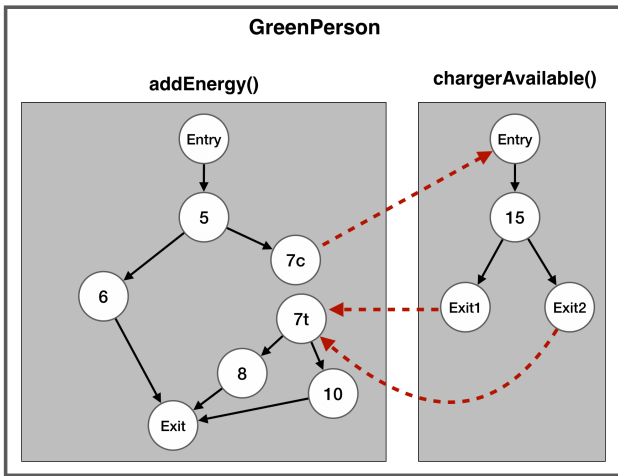 GreenPerson
addEnergy()
chargerAvailable()
Entry
Entry
5
15
7c
6
Exit1
Exit2
7t
8
10
Exit